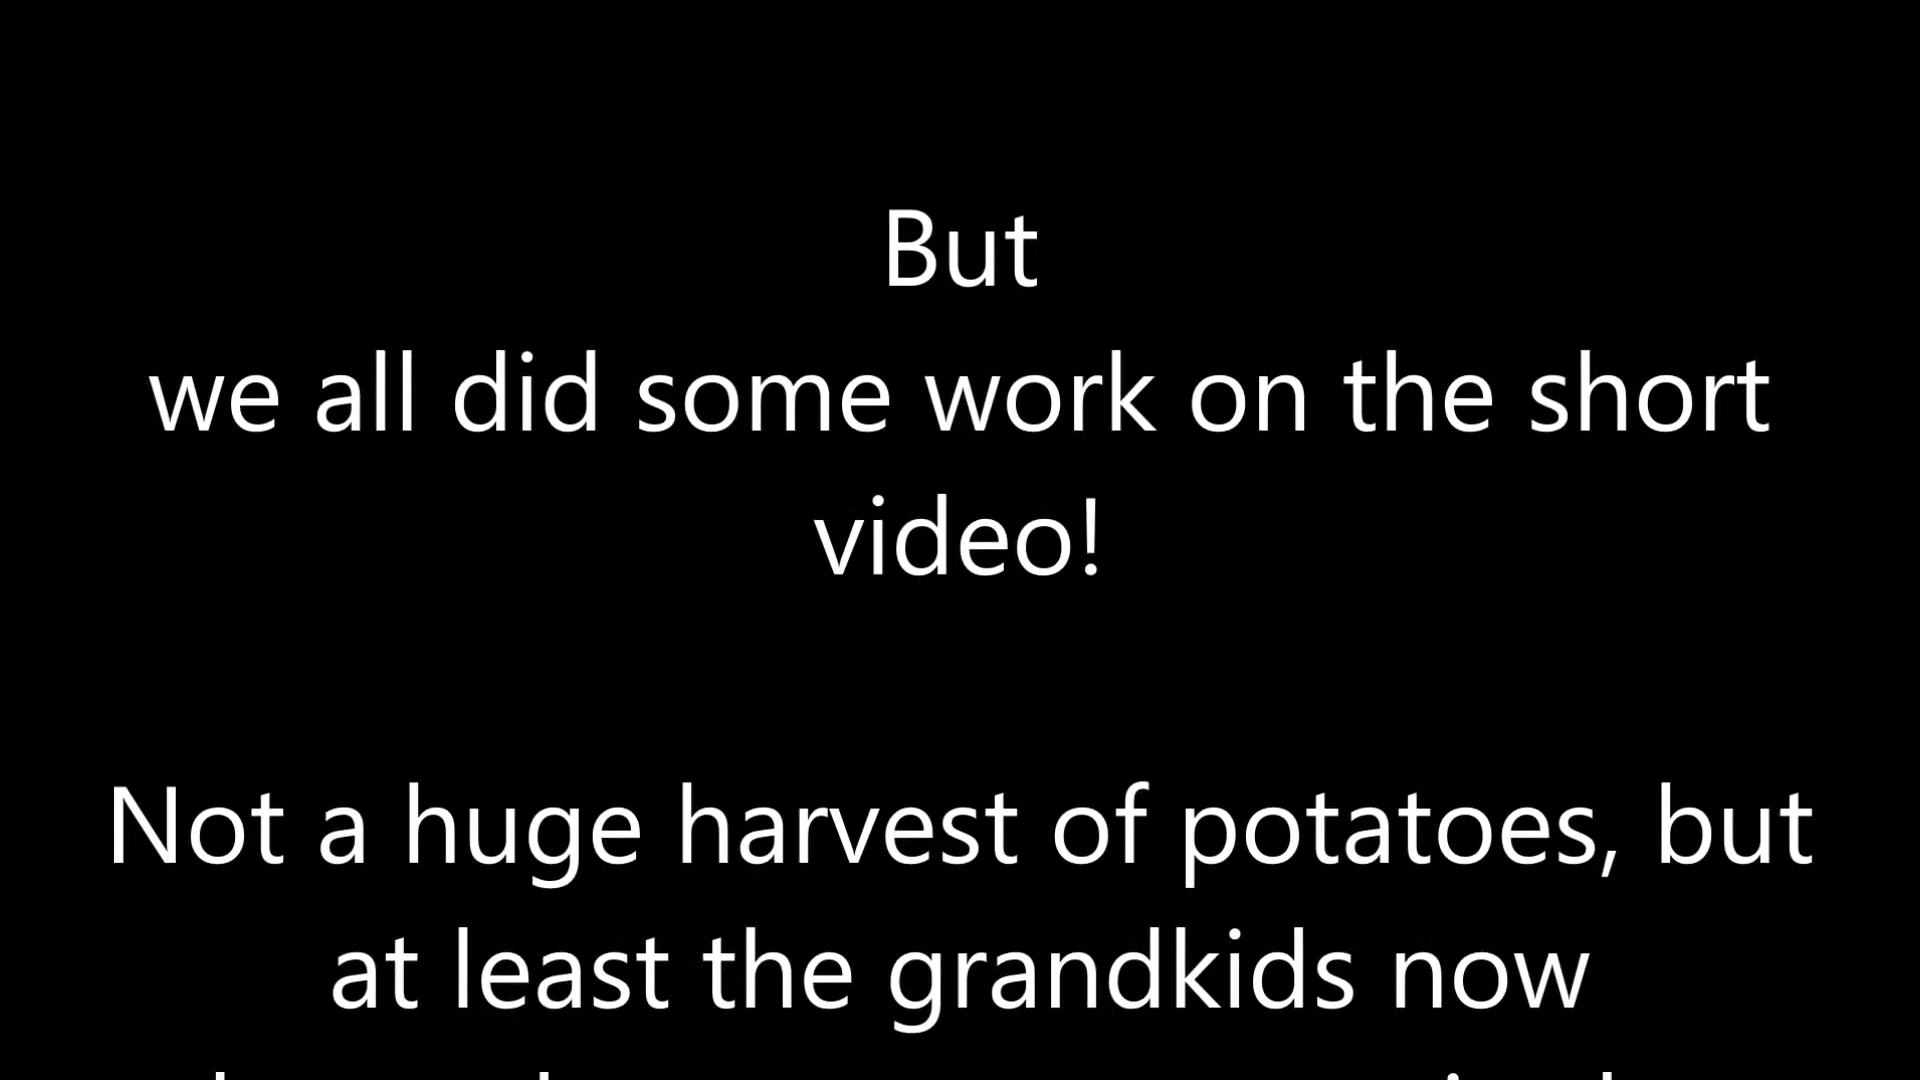 But
we all did some work on the short
video!
Not a huge harvest of potatoes, but
at least the grandkids now